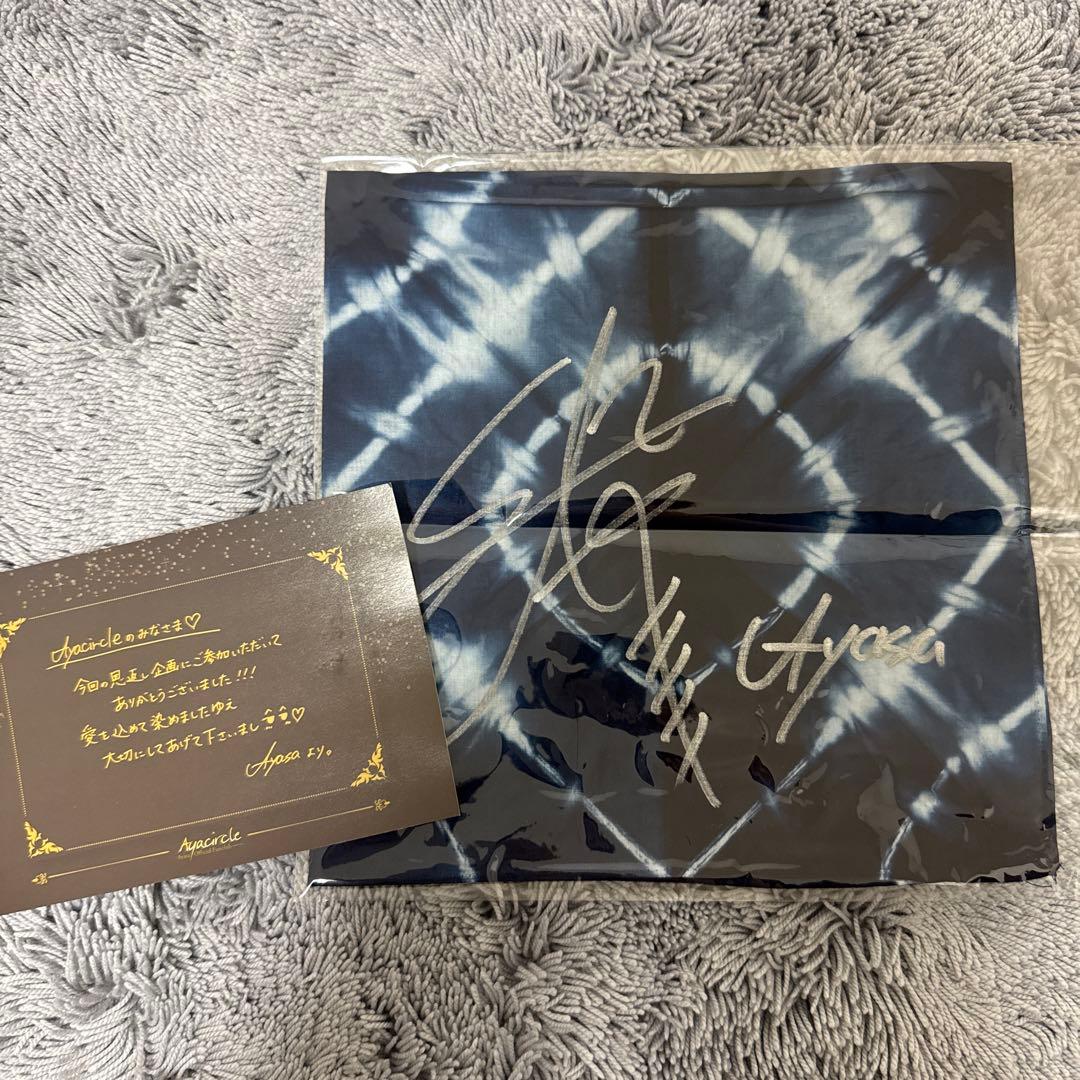 Ayacircleのみなさま♡
今回の恩返し企画にご参加いただいて
ありがとうございました!!!
愛を込めて染めましたゆえ
大切にしてあげて下さいまし♡
Ayasaより。
Ayacircle
Official Fanclub
Ayasa